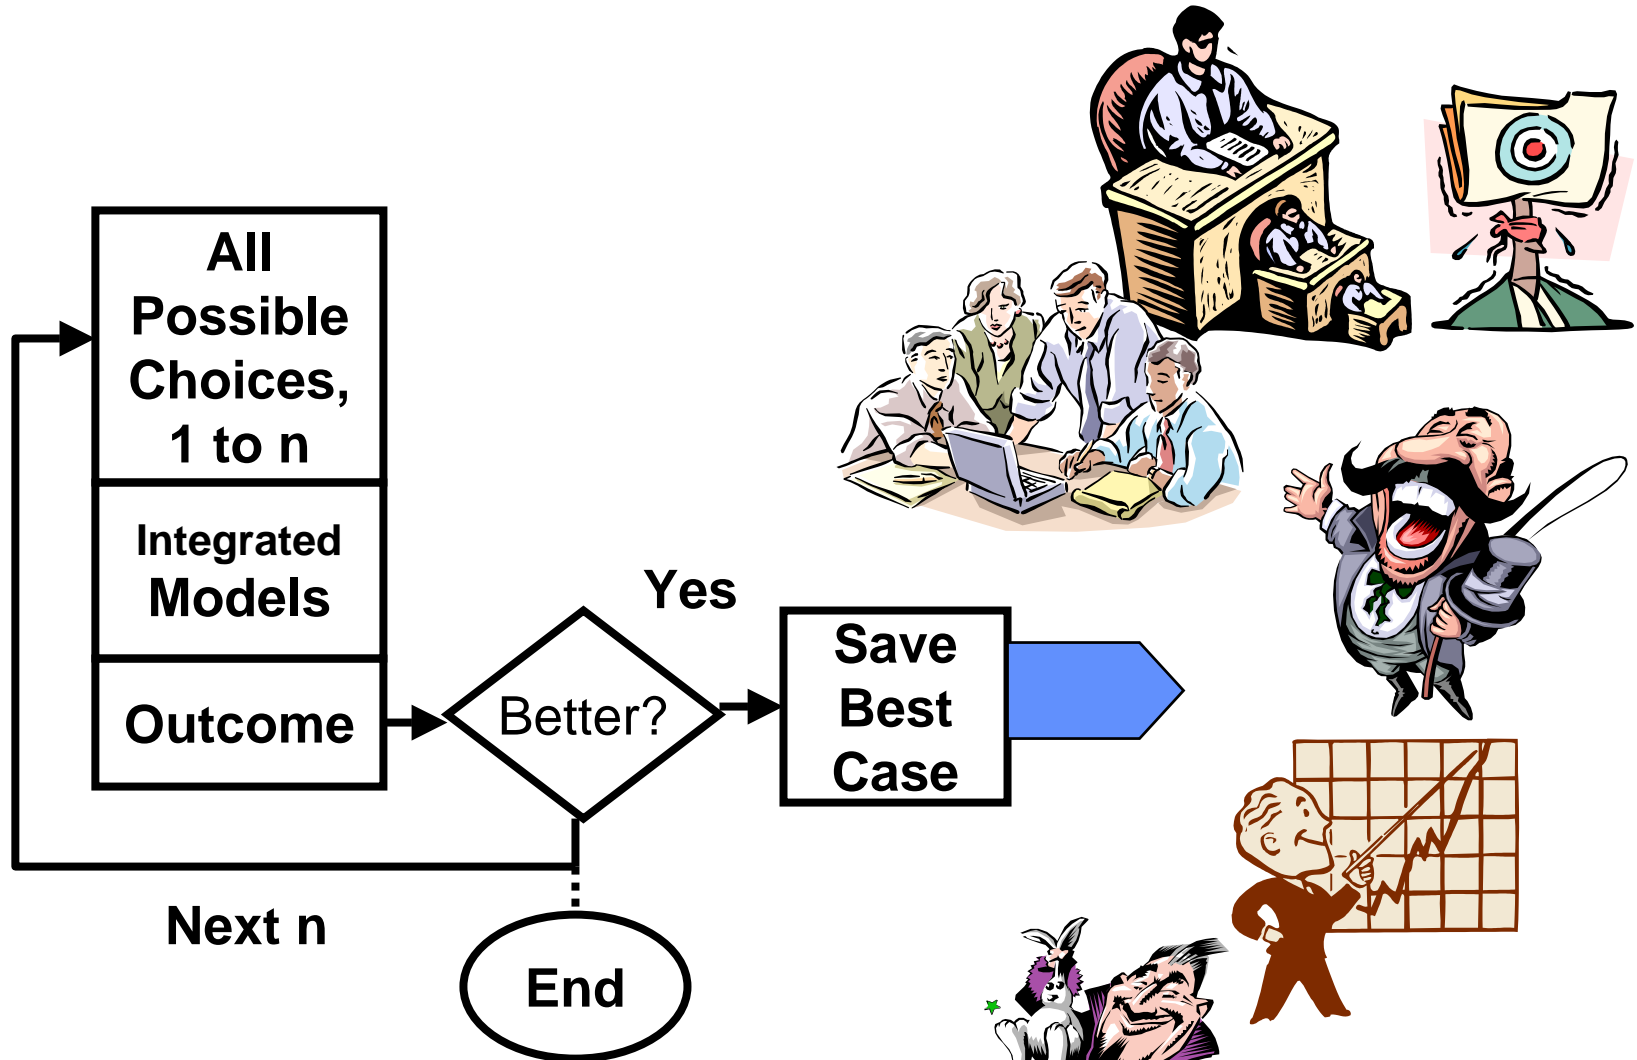 All
Possible
Choices,
1 to n
Integrated
Models
Outcome
Better?
Yes
Save
Best
Case
Next n
End